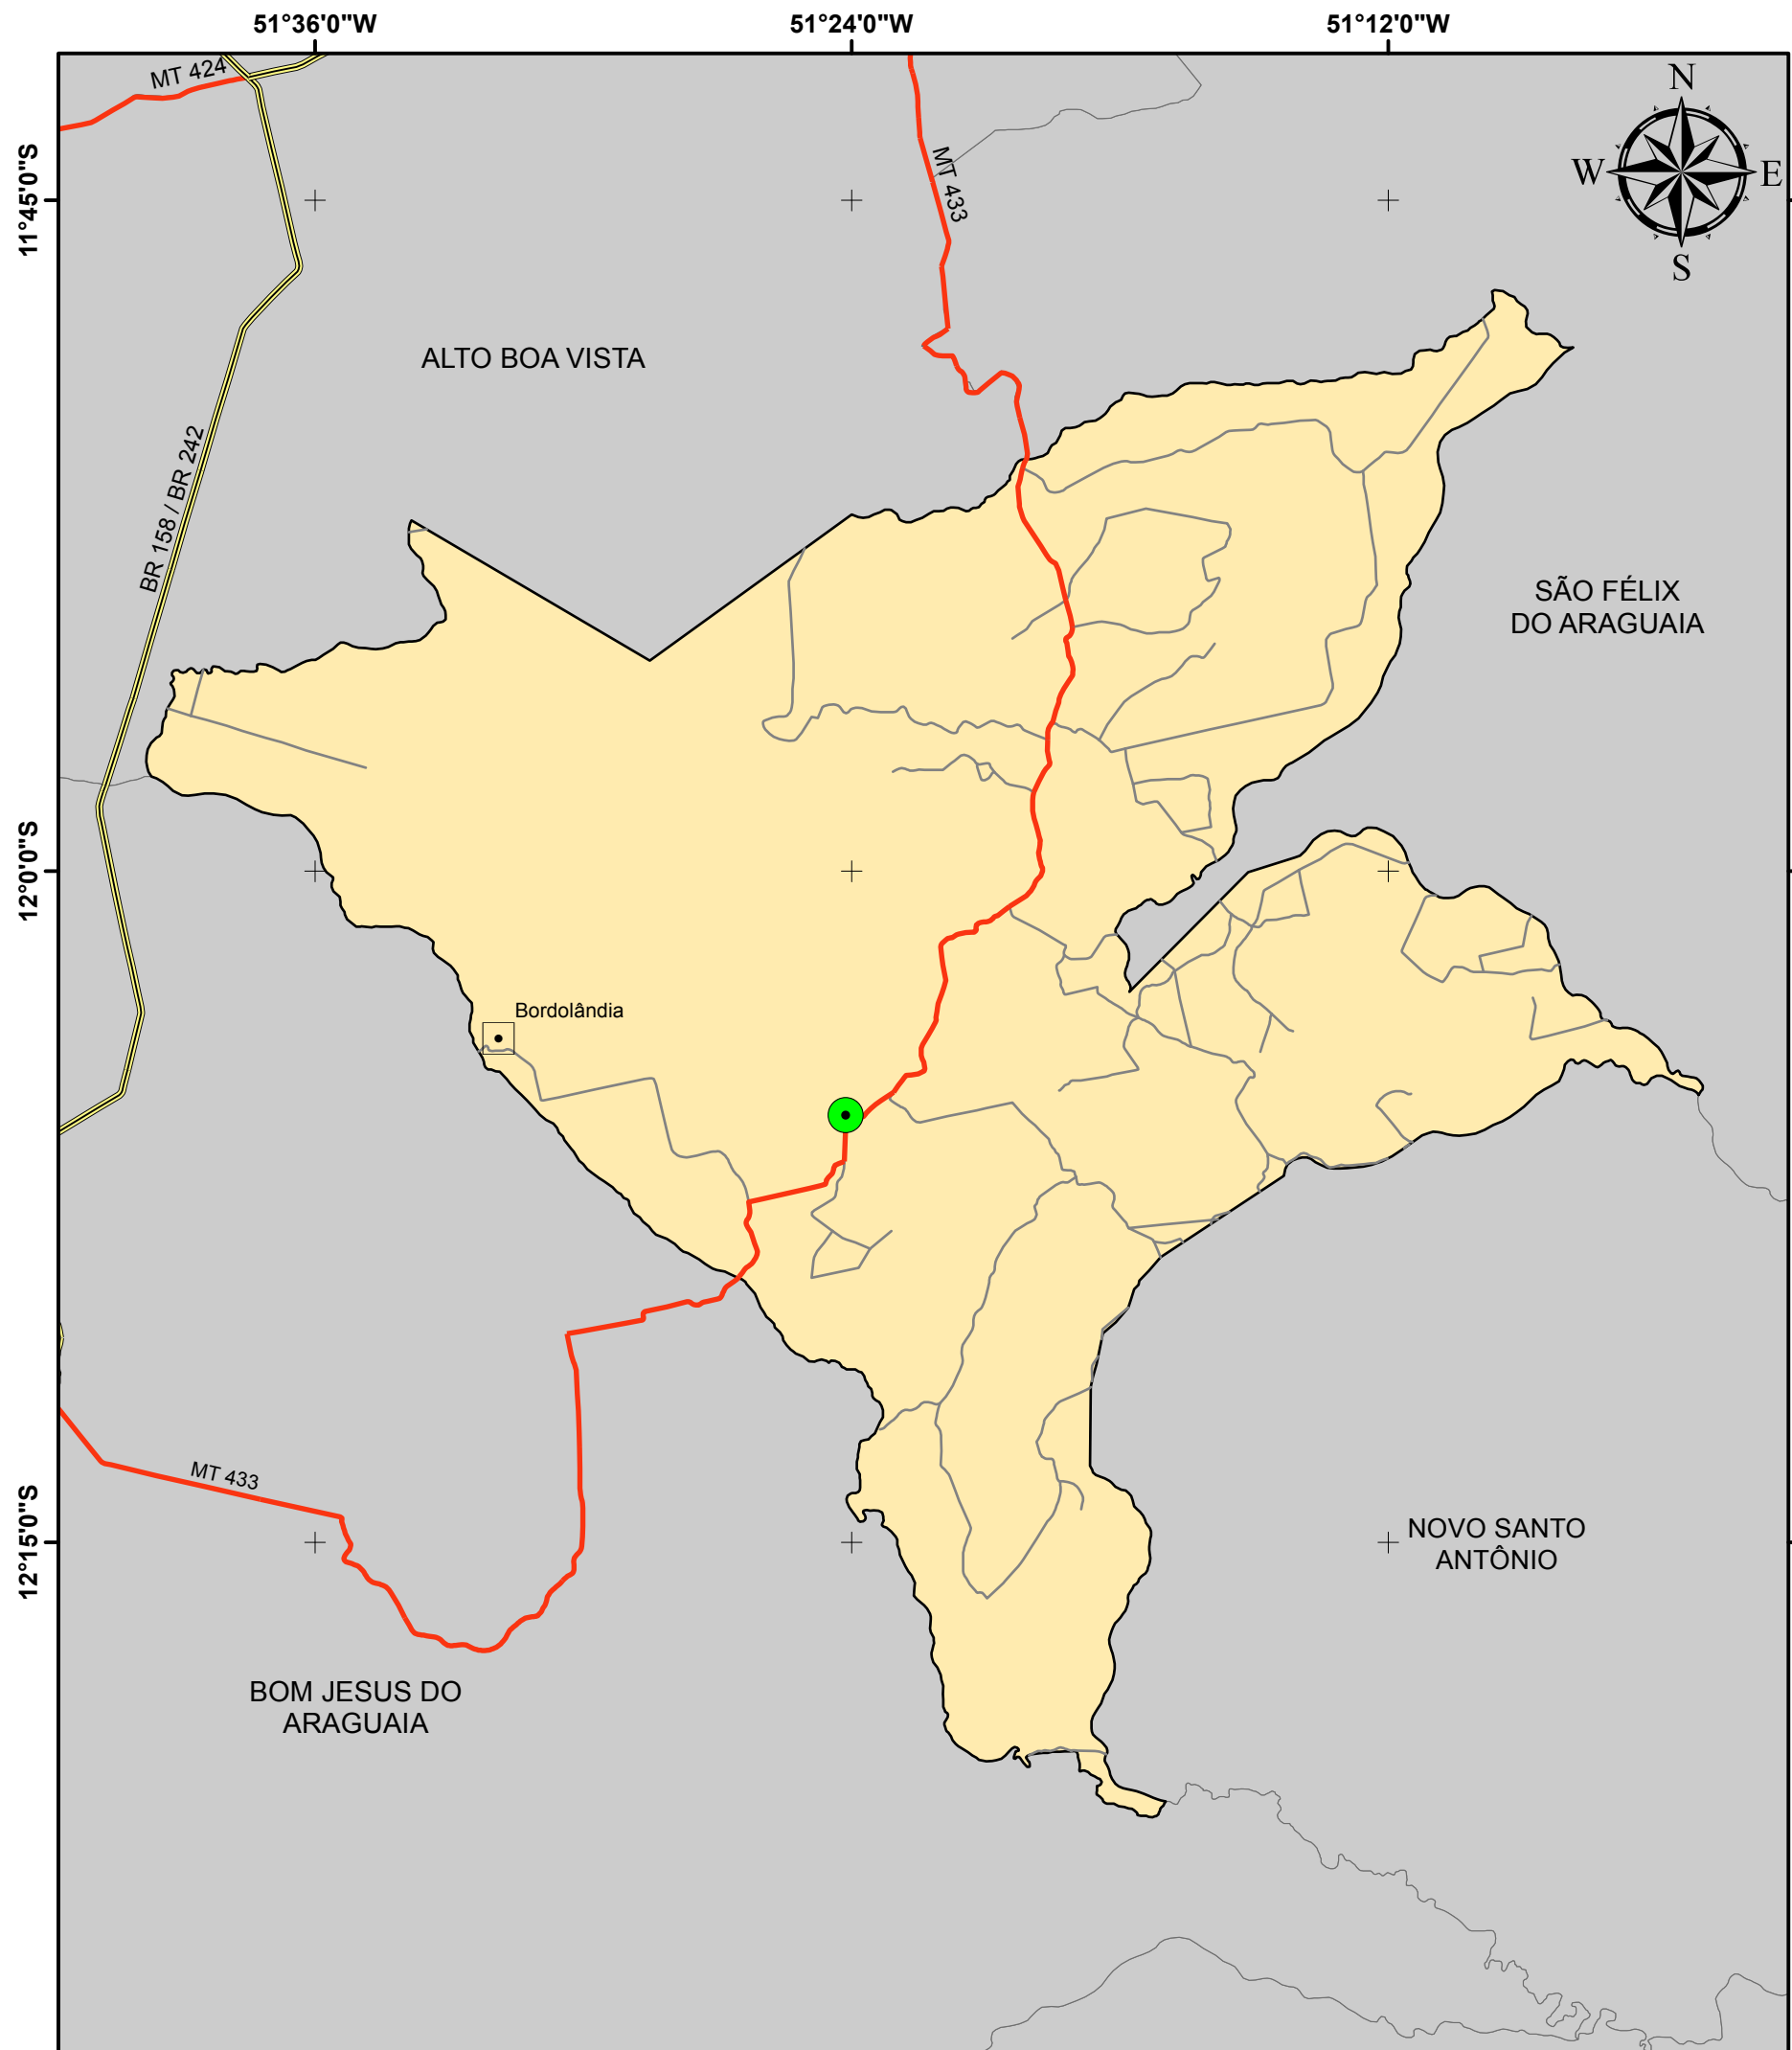 51°36'0"W
51°24'0"W
51°12'0"W
MT 424
N
W
E
S
11°45'0"S
MT 433
ALTO BOA VISTA
BR 158 / BR 242
SÃO FÉLIX
DO ARAGUAIA
12°0'0"S
Bordolândia
MT 433
12°15'0"S
NOVO SANTO
ANTÔNIO
BOM JESUS DO
ARAGUAIA